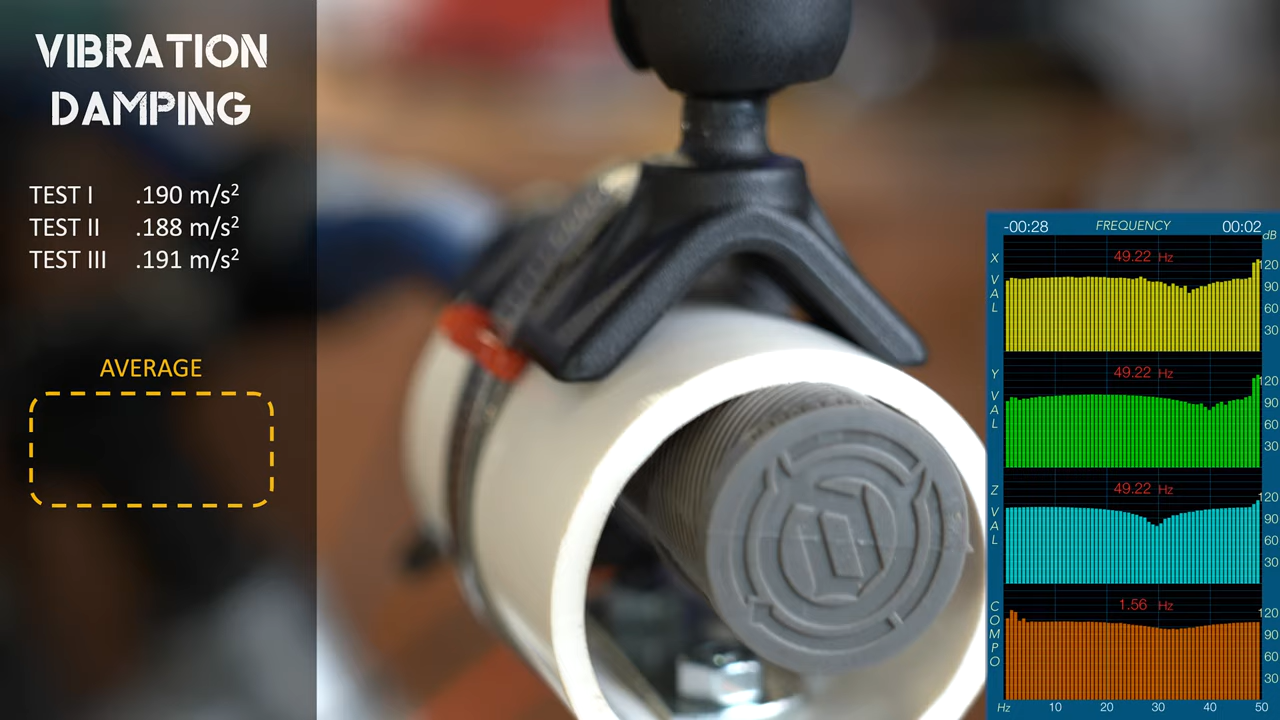 VIBRATION
DAMPING
TEST I .190 m/s²
TEST II .188 m/s²
TEST III .191 m/s²
AVERAGE
-00:28 FREQUENCY 00:02
dB
X VAL
49.22 Hz
120
90
60
30
Y VAL
49.22 Hz
120
90
60
30
Z VAL
49.22 Hz
120
90
60
30
COMPO
1.56 Hz
120
90
60
30
Hz 10 20 30 40 50